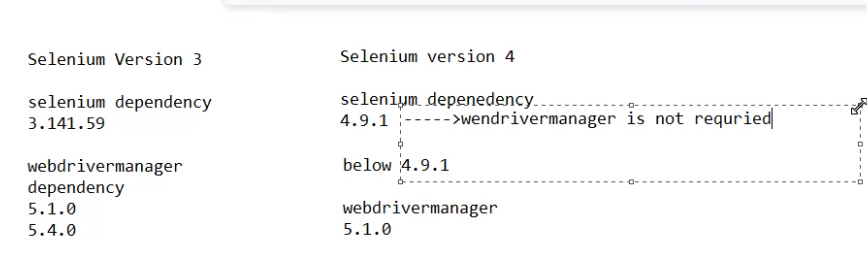 Selenium Version 3
selenium dependency
3.141.59
webdrivermanager
dependency
5.1.0
5.4.0
Selenium version 4
selenium depenedency
4.9.1 ----->wendrivermanager is not requried
below 4.9.1
webdrivermanager
5.1.0